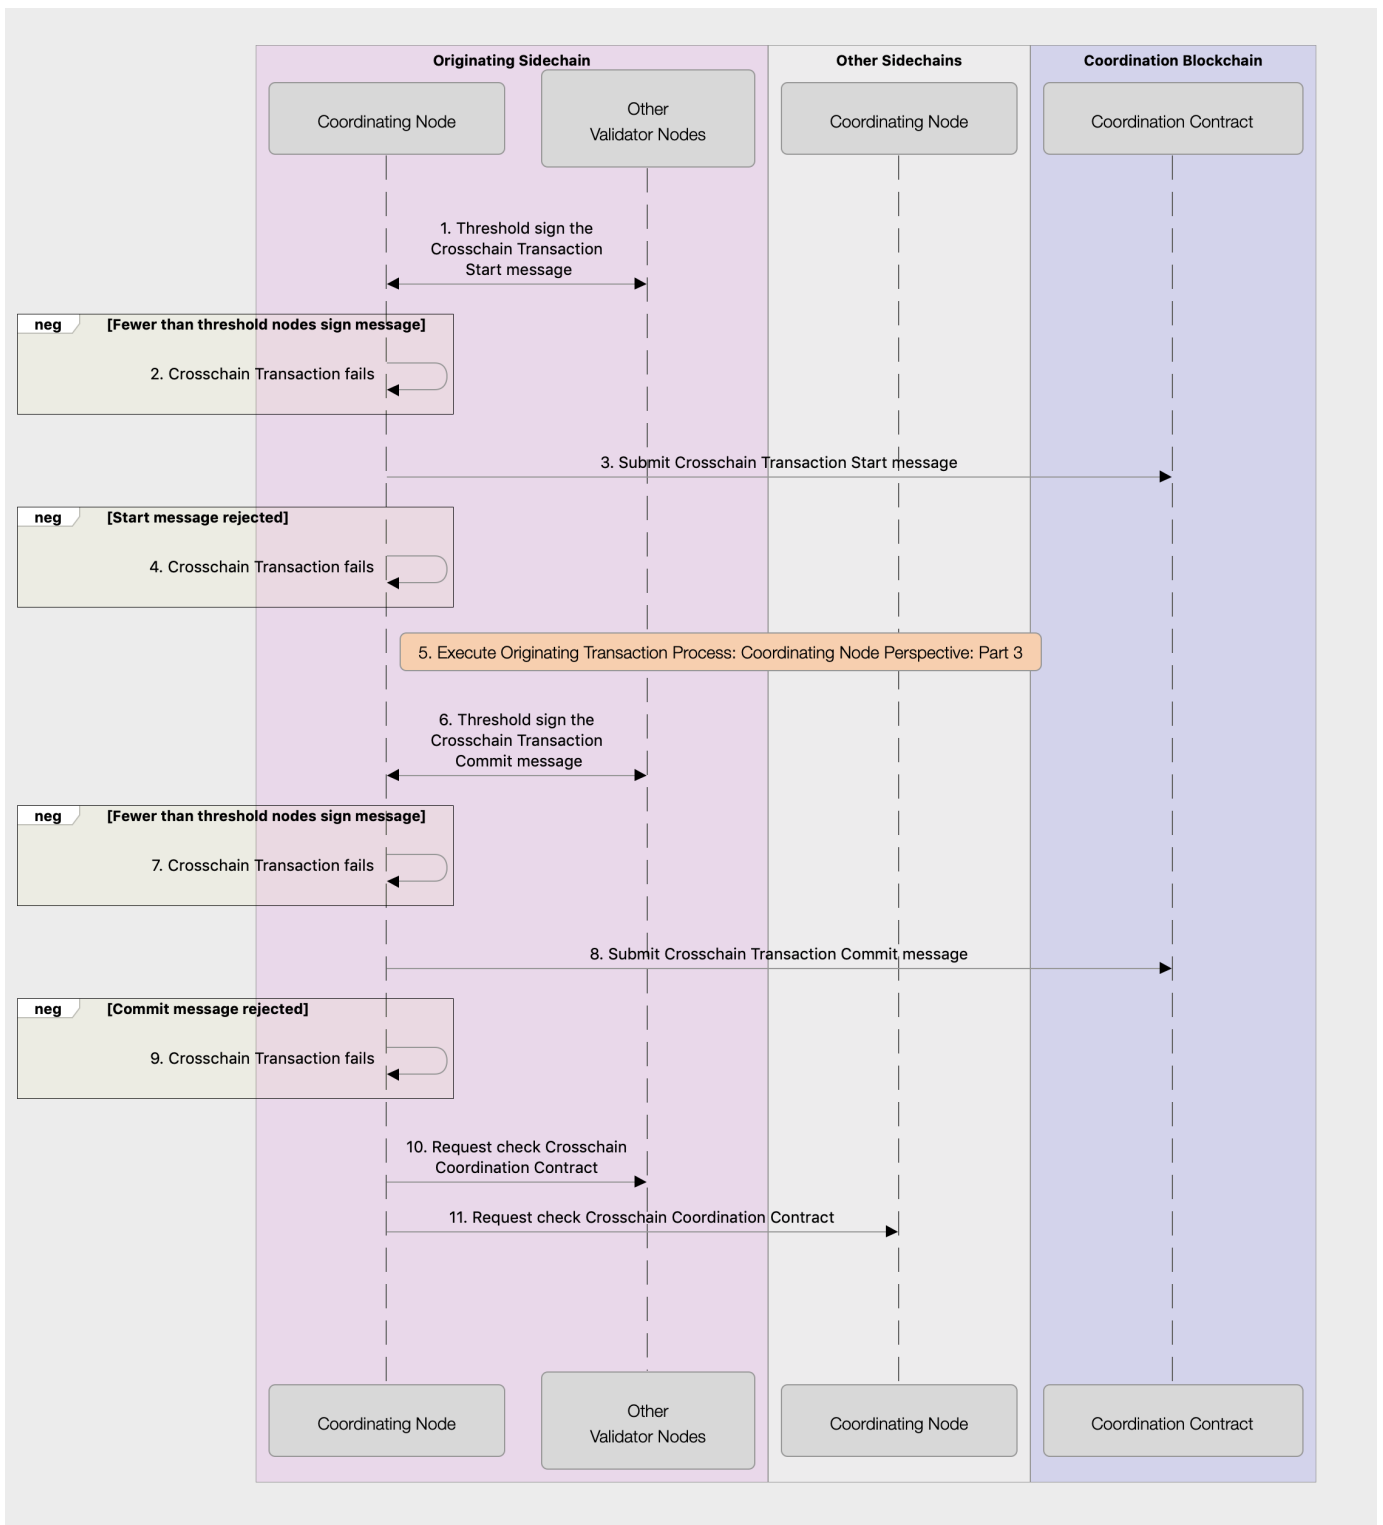 Originating Sidechain
Other Sidechains
Coordination Blockchain
Coordinating Node
Other
Validator Nodes
Coordinating Node
Coordination Contract
1. Threshold sign the
Crosschain Transaction
Start message
neg
[Fewer than threshold nodes sign message]
2. Crosschain Transaction fails
3. Submit Crosschain Transaction Start message
neg
[Start message rejected]
4. Crosschain Transaction fails
5. Execute Originating Transaction Process: Coordinating Node Perspective: Part 3
6. Threshold sign the
Crosschain Transaction
Commit message
neg
[Fewer than threshold nodes sign message]
7. Crosschain Transaction fails
8. Submit Crosschain Transaction Commit message
neg
[Commit message rejected]
9. Crosschain Transaction fails
10. Request check Crosschain
Coordination Contract
11. Request check Crosschain Coordination Contract
Coordinating Node
Other
Validator Nodes
Coordinating Node
Coordination Contract